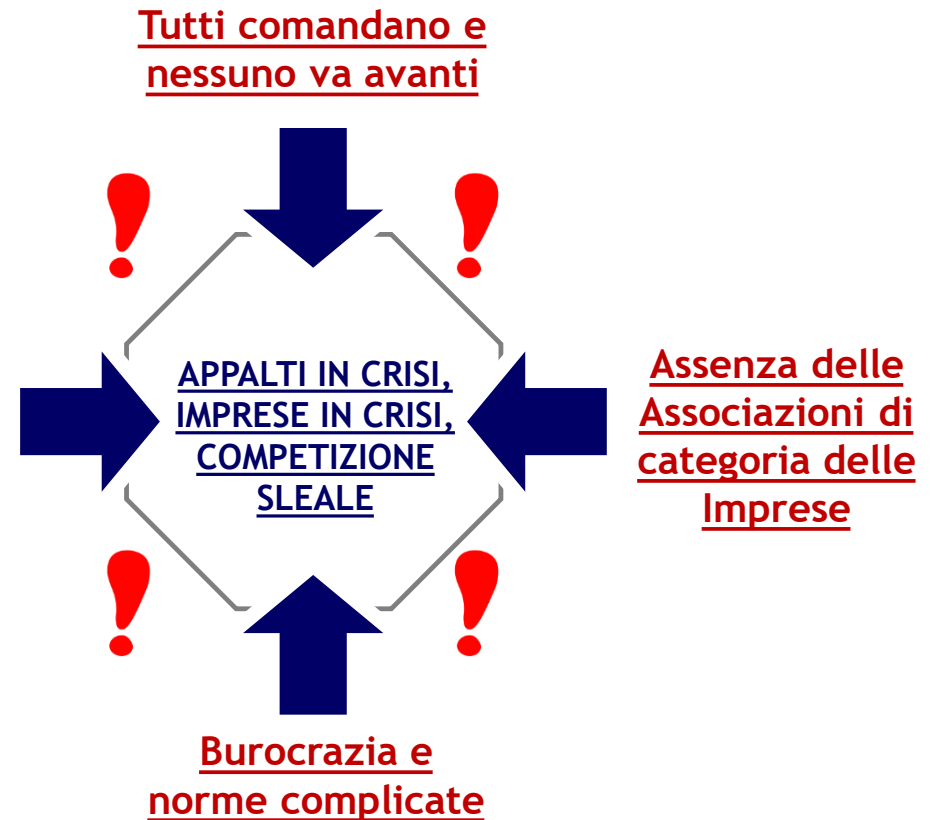 Tutti comandano e
nessuno va avanti
APPALTI IN CRISI,
IMPRESE IN CRISI,
COMPETIZIONE
SLEALE
Assenza delle
Associazioni di
categoria delle
Imprese
Burocrazia e
norme complicate